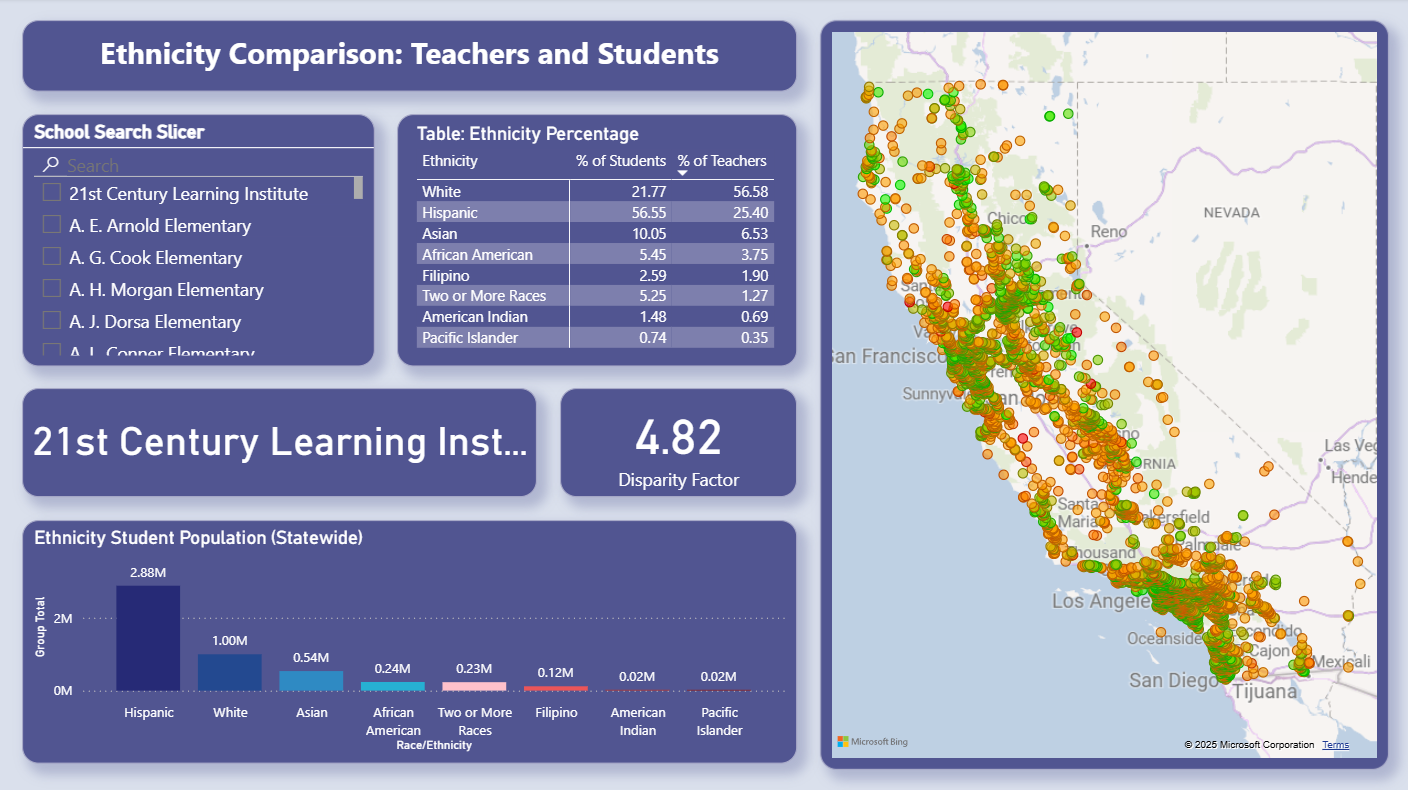 Ethnicity Comparison: Teachers and Students
School Search Slicer
Search
21st Century Learning Institute
A. E. Arnold Elementary
A. G. Cook Elementary
A. H. Morgan Elementary
A. J. Dorsa Elementary
A. L. Conner Elementary
Table: Ethnicity Percentage
Ethnicity % of Students % of Teachers
White 21.77 56.58
Hispanic 56.55 25.40
Asian 10.05 6.53
African American 5.45 3.75
Filipino 2.59 1.90
Two or More Races 5.25 1.27
American Indian 1.48 0.69
Pacific Islander 0.74 0.35
21st Century Learning Inst...
4.82
Disparity Factor
Ethnicity Student Population (Statewide)
Group Total
2M
0M
2.88M
1.00M
0.54M
0.24M
0.23M
0.12M
0.02M
0.02M
Hispanic
White
Asian
African
American
Two or More
Races
Filipino
American
Indian
Pacific
Islander
Race/Ethnicity
Chico
Reno
NEVADA
San Francisco
Las Veg
Hende
Santa
Maria
housand
Los Angele
Oceanside
Cajon
San Diego
Tijuana
Mexicali
Microsoft Bing
© 2025 Microsoft Corporation Terms